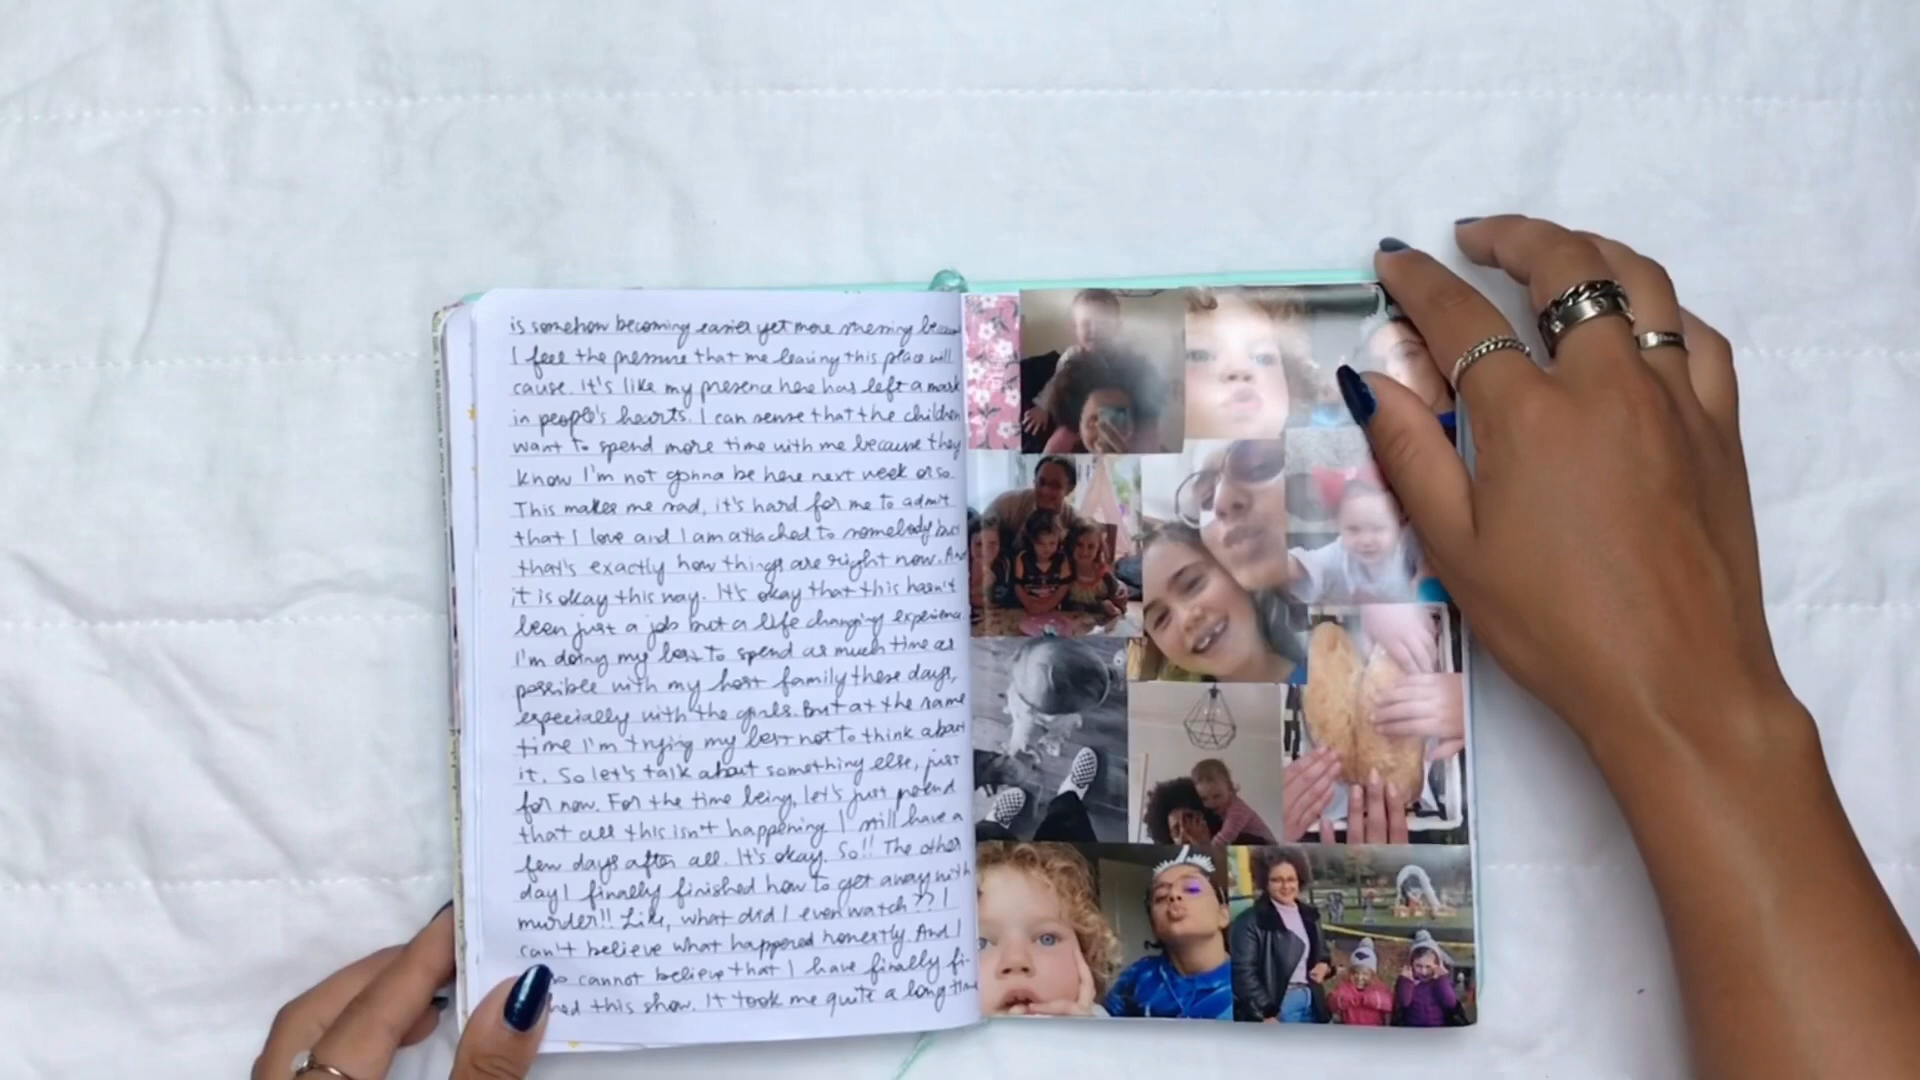 is somehow becoming easier yet more stressing
I feel the pressure that me leaving this place will
cause. It's like my presence here has left a mark
in people's hearts. I can sense that the children
want to spend more time with me because they
know I'm not gonna be here next week or so.
This makes me sad, it's hard for me to admit
that I love and I am attached to somebody but
that's exactly how things are right now. And
it is okay this way. It's okay that this hasn't
been just a job but a life changing experience
I'm doing my best to spend as much time as
possible with my host family these days,
especially with the girls. But at the same
time I'm trying my best not to think about
it. So let's talk about something else, just
for now. For the time being, let's just pretend
that all this isn't happening. I still have a
few days after all. It's okay. So!! The other
day I finally finished how to get away with
murder!! Like, what did I even watch?? I
can't believe what happened honestly. And I
cannot believe that I have finally fi-
this show. It took me quite a long time